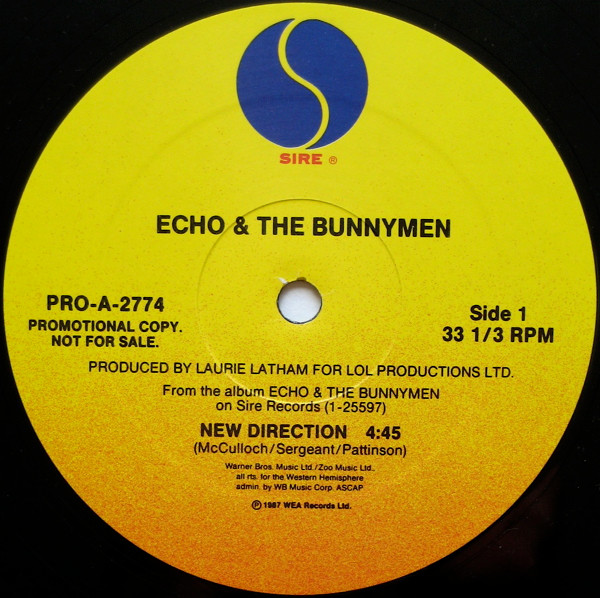 SIRE ®
ECHO & THE BUNNYMEN
PRO-A-2774
PROMOTIONAL COPY.
NOT FOR SALE.
Side 1
33 1/3 RPM
PRODUCED BY LAURIE LATHAM FOR LOL PRODUCTIONS LTD.
From the album ECHO & THE BUNNYMEN
on Sire Records (1-25597)
NEW DIRECTION 4:45
(McCulloch/Sergeant/Pattinson)
Warner Bros. Music Ltd./Zoo Music Ltd.,
all rts. for the Western Hemisphere
admin. by WB Music Corp. ASCAP
℗ 1987 WEA Records Ltd.